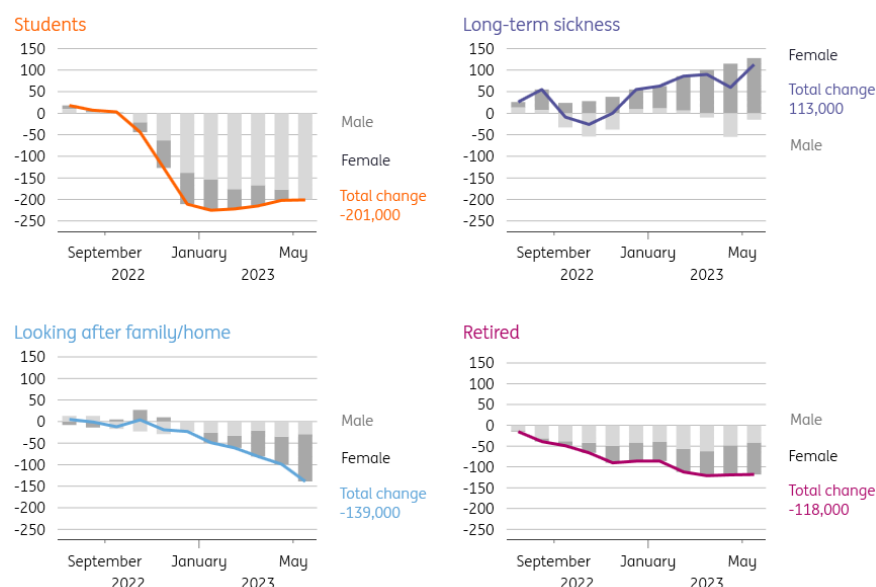 Students
150
100
50
0
-50
-100
-150
-200
-250
Male
Female
Total change
-201,000
September January May
2022 2023
Long-term sickness
150
100
50
0
-50
-100
-150
-200
-250
Female
Total change
113,000
Male
September January May
2022 2023
Looking after family/home
150
100
50
0
-50
-100
-150
-200
-250
Male
Female
Total change
-139,000
September January May
2022 2023
Retired
150
100
50
0
-50
-100
-150
-200
-250
Male
Female
Total change
-118,000
September January May
2022 2023